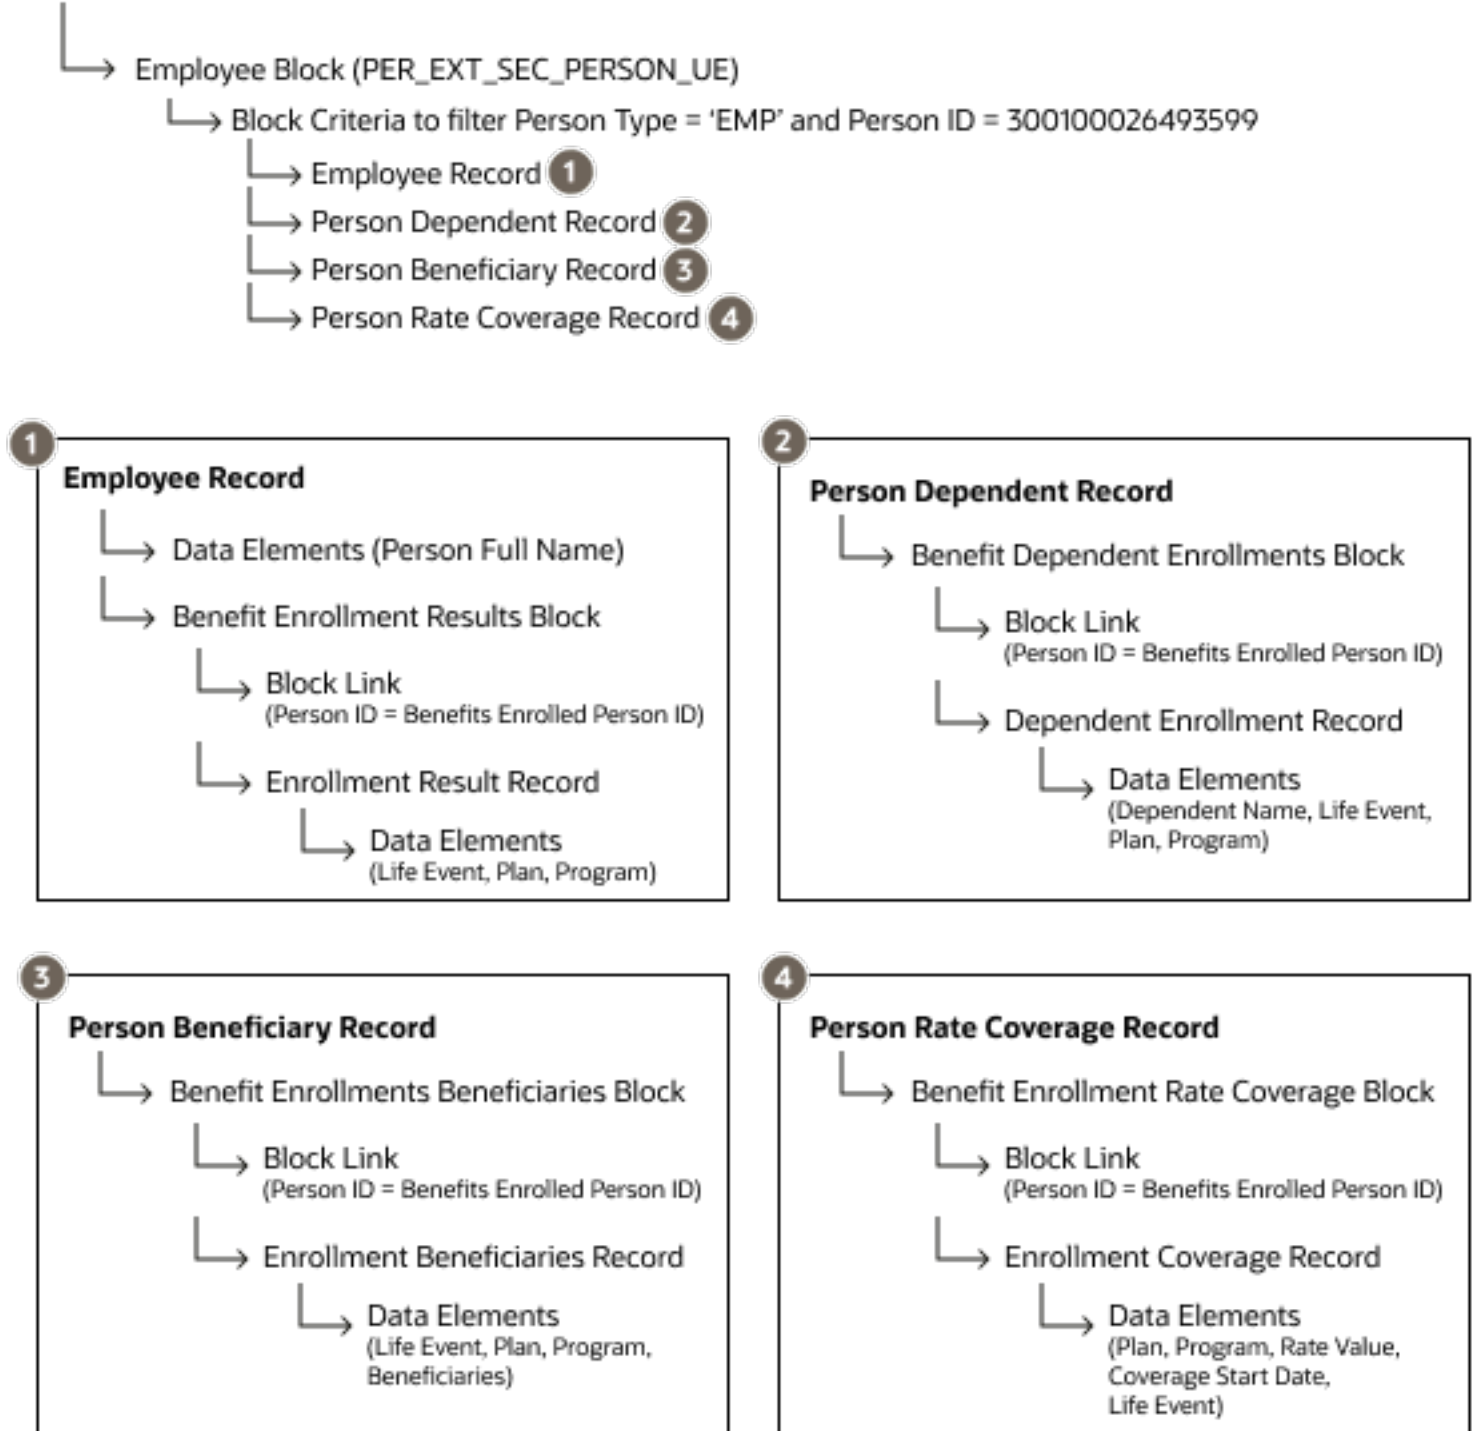 Employee Block (PER_EXT_SEC_PERSON_UE)
Block Criteria to filter Person Type = ‘EMP’ and Person ID = 300100026493599
Employee Record 1
Person Dependent Record 2
Person Beneficiary Record 3
Person Rate Coverage Record 4
1
Employee Record
Data Elements (Person Full Name)
Benefit Enrollment Results Block
Block Link
(Person ID = Benefits Enrolled Person ID)
Enrollment Result Record
Data Elements
(Life Event, Plan, Program)
2
Person Dependent Record
Benefit Dependent Enrollments Block
Block Link
(Person ID = Benefits Enrolled Person ID)
Dependent Enrollment Record
Data Elements
(Dependent Name, Life Event,
Plan, Program)
3
Person Beneficiary Record
Benefit Enrollments Beneficiaries Block
Block Link
(Person ID = Benefits Enrolled Person ID)
Enrollment Beneficiaries Record
Data Elements
(Life Event, Plan, Program,
Beneficiaries)
4
Person Rate Coverage Record
Benefit Enrollment Rate Coverage Block
Block Link
(Person ID = Benefits Enrolled Person ID)
Enrollment Coverage Record
Data Elements
(Plan, Program, Rate Value,
Coverage Start Date,
Life Event)